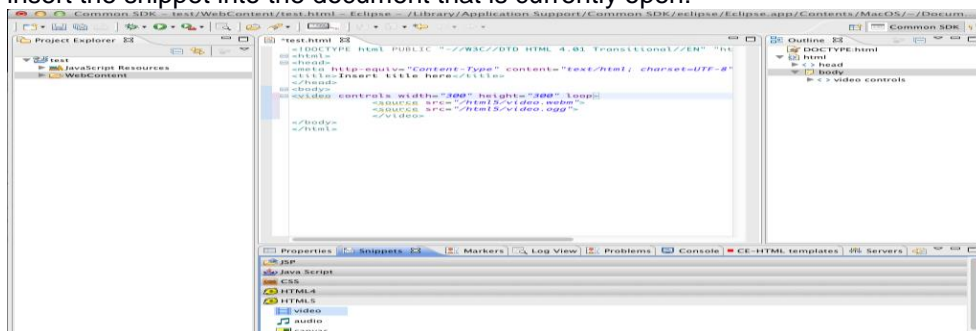 insert the snippet into the document that is currently open.
Common SDK - test/WebContent/test.html - Eclipse - /Library/Application Support/Common SDK/eclipse/Eclipse.app/Contents/MacOS/~/Docum...
Common SDK
Project Explorer
test
JavaScript Resources
WebContent
*test.html
<!DOCTYPE html PUBLIC "-//W3C//DTD HTML 4.01 Transitional//EN" "ht
<html>
<head>
<meta http-equiv="Content-Type" content="text/html; charset=UTF-8"
<title>Insert title here</title>
</head>
<body>
<video controls width="300" height="300" loop>
<source src="/html5/video.webm">
<source src="/html5/video.ogg">
</video>
</body>
</html>
Outline
DOCTYPE:html
html
head
body
video controls
Properties Snippets Markers Log View Problems Console CE-HTML templates Servers
JSP
Java Script
CSS
HTML4
HTML5
video
audio
canvas